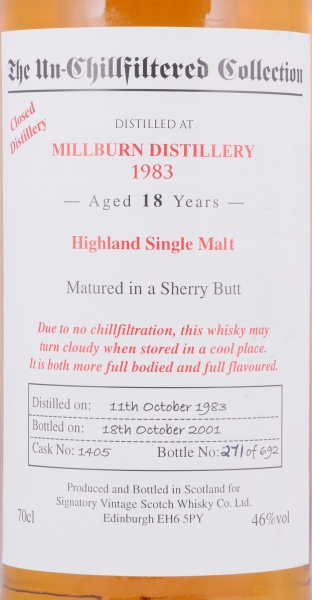 The Un-Chillfiltered Collection
Closed
Distillery
DISTILLED AT
MILLBURN DISTILLERY
1983
— Aged 18 Years —
Highland Single Malt
Matured in a Sherry Butt
Due to no chillfiltration, this whisky may
turn cloudy when stored in a cool place.
It is both more full bodied and full flavoured.
Distilled on: 11th October 1983
Bottled on: 18th October 2001
Cask No: 1405 Bottle No: 271 of 692
Produced and Bottled in Scotland for
Signatory Vintage Scotch Whisky Co. Ltd.
70cl Edinburgh EH6 5PY 46%vol